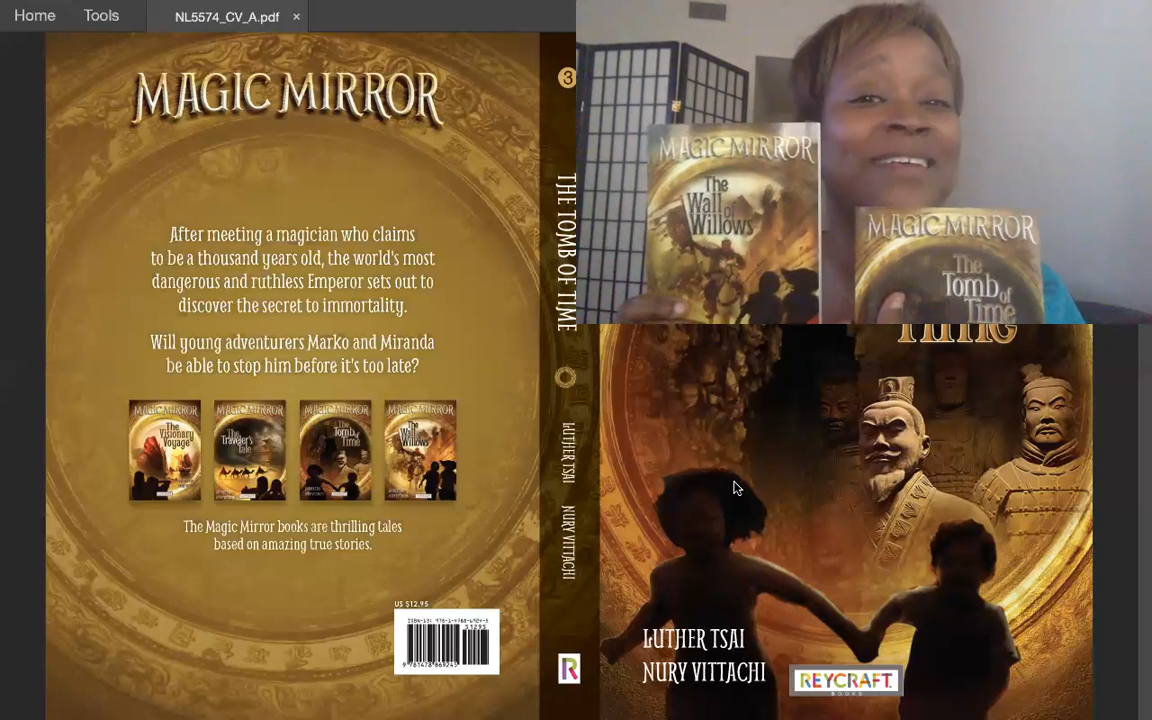 Home
Tools
NL5574_CV_A.pdf
×
MAGIC MIRROR
After meeting a magician who claims
to be a thousand years old, the world's most
dangerous and ruthless Emperor sets out to
discover the secret to immortality.
Will young adventurers Marko and Miranda
be able to stop him before it's too late?
MAGIC MIRROR
The
Visionary
Voyage
MAGIC MIRROR
The
Traveler's
Tale
MAGIC MIRROR
The
Tomb of
Time
MAGIC MIRROR
The
Wall of
Willows
The Magic Mirror books are thrilling tales
based on amazing true stories.
US $12.95
3
THE TOMB OF TIME
LUTHER TSAI
NURY VITTACHI
R
MAGIC MIRROR
The
Wall of
Willows
MAGIC MIRROR
The
Tomb of
Time
Time
LUTHER TSAI
NURY VITTACHI
REYCRAFT
BOOKS